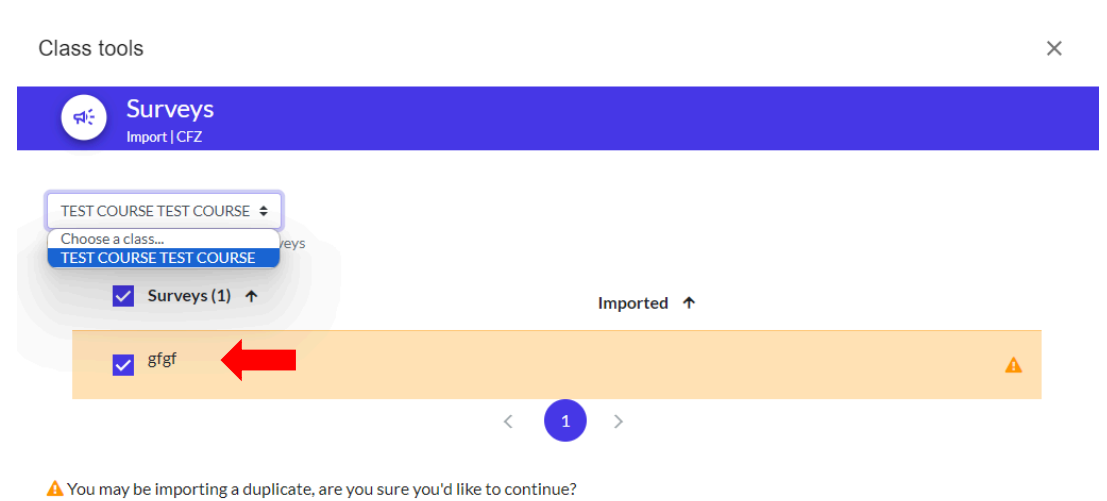 Class tools
Surveys
Import | CFZ
TEST COURSE TEST COURSE
Choose a class...
TEST COURSE TEST COURSE
veys
Surveys (1)
Imported
gfgf
1
You may be importing a duplicate, are you sure you'd like to continue?